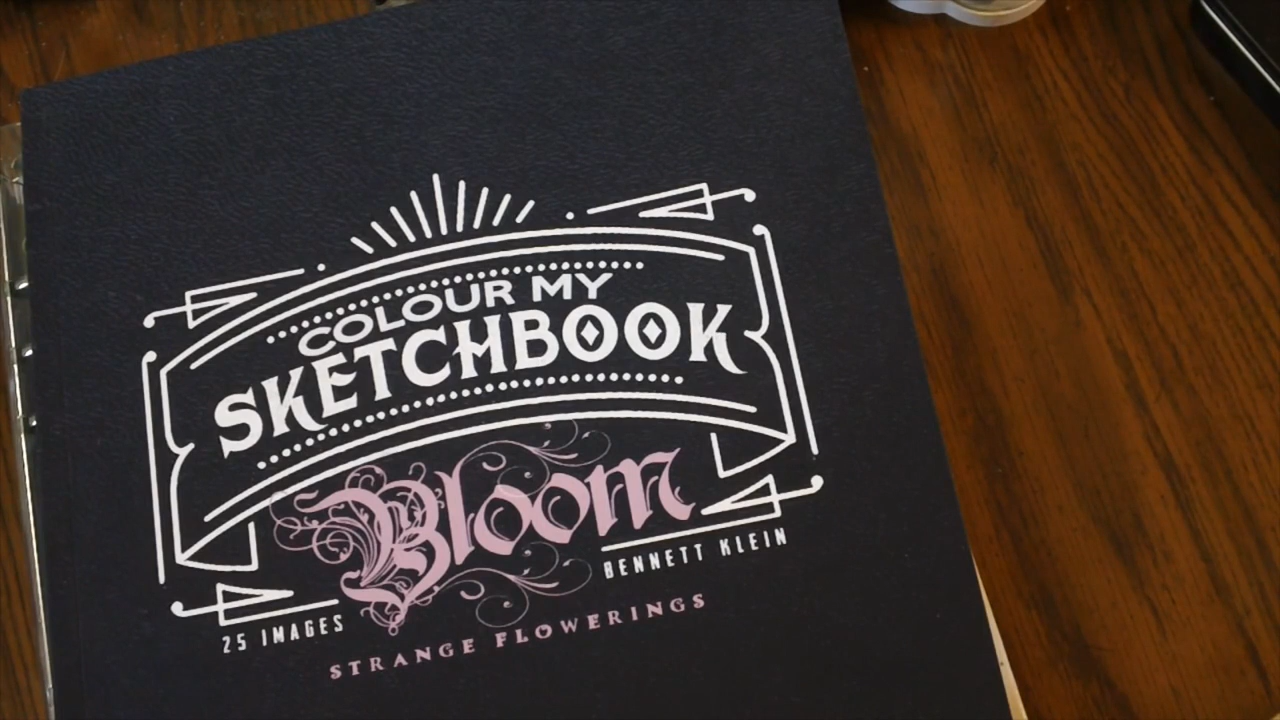 COLOUR MY
SKETCHBOOK
Bloom
BENNETT KLEIN
25 IMAGES
STRANGE FLOWERINGS